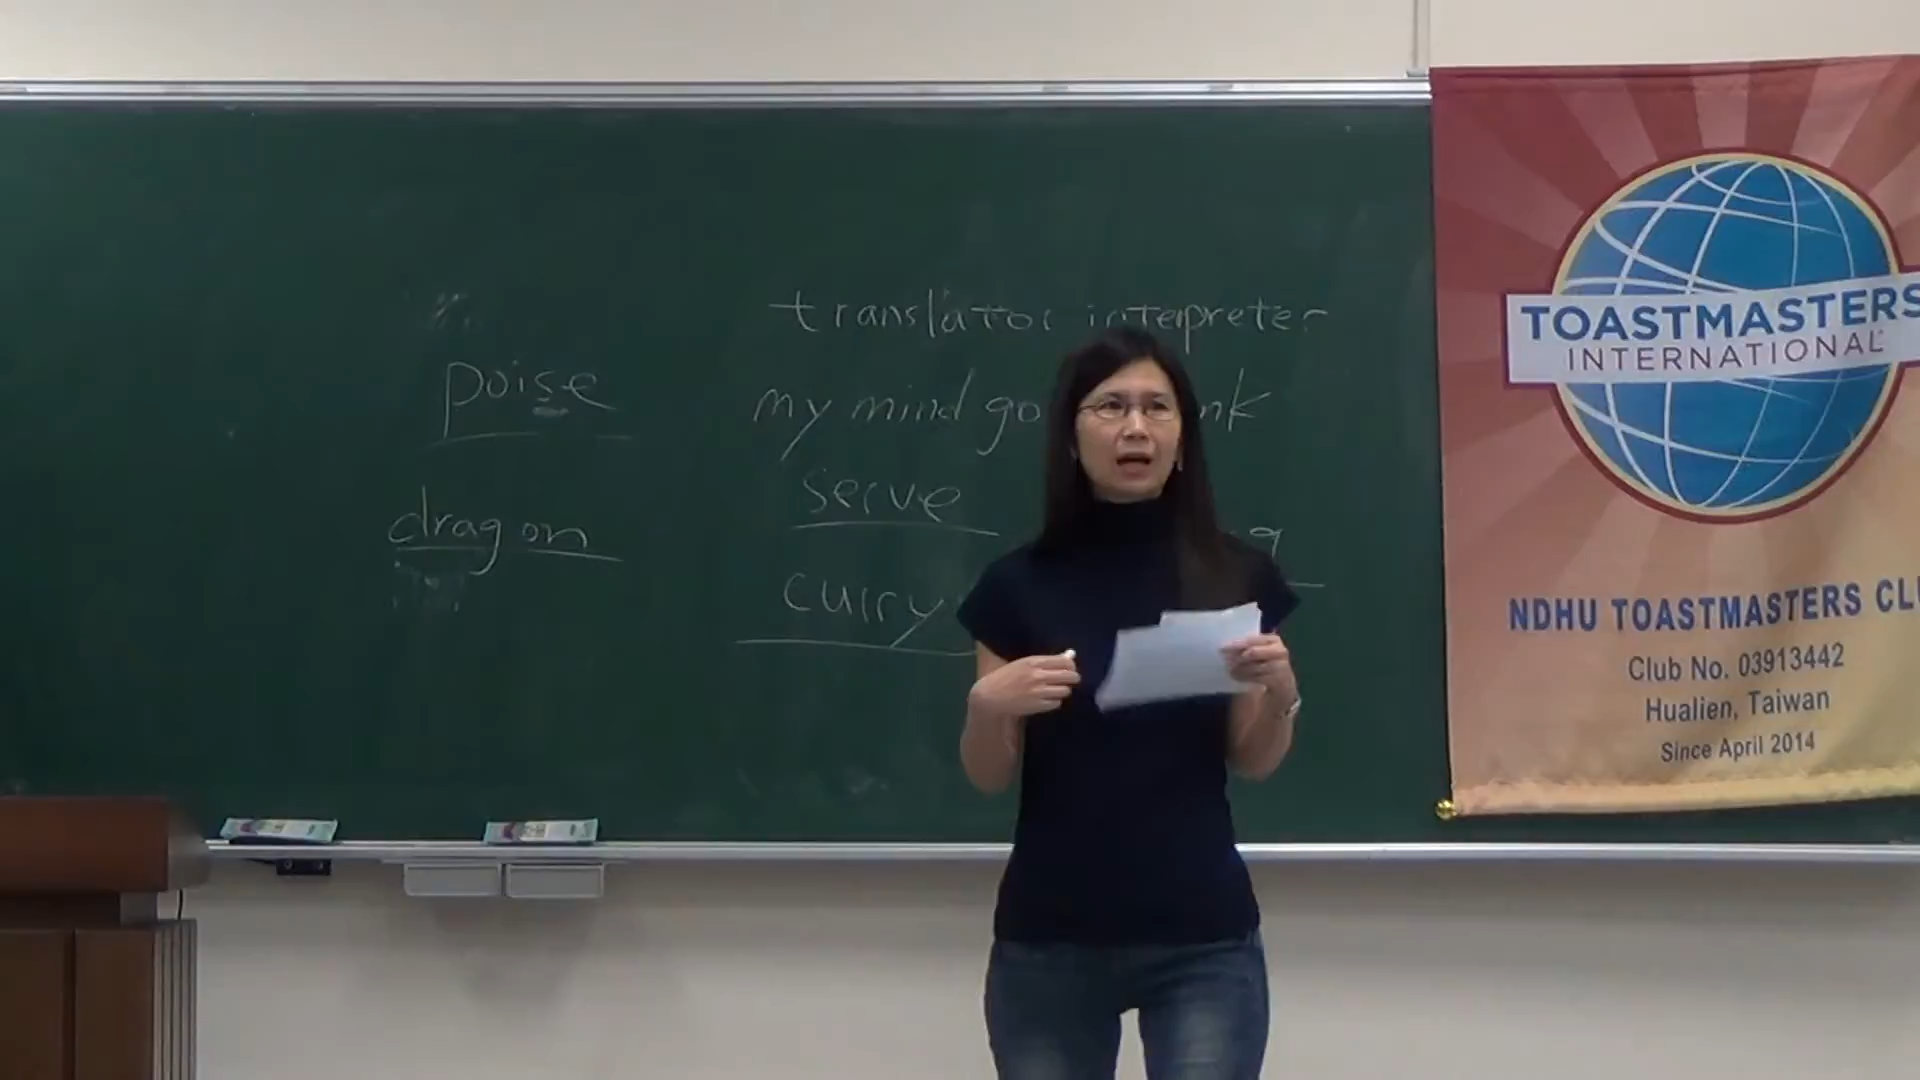 translator interpreter
poise
my mind go nk
serve
drag on
curry
TOASTMASTERS
INTERNATIONAL
NDHU TOASTMASTERS CL
Club No. 03913442
Hualien, Taiwan
Since April 2014